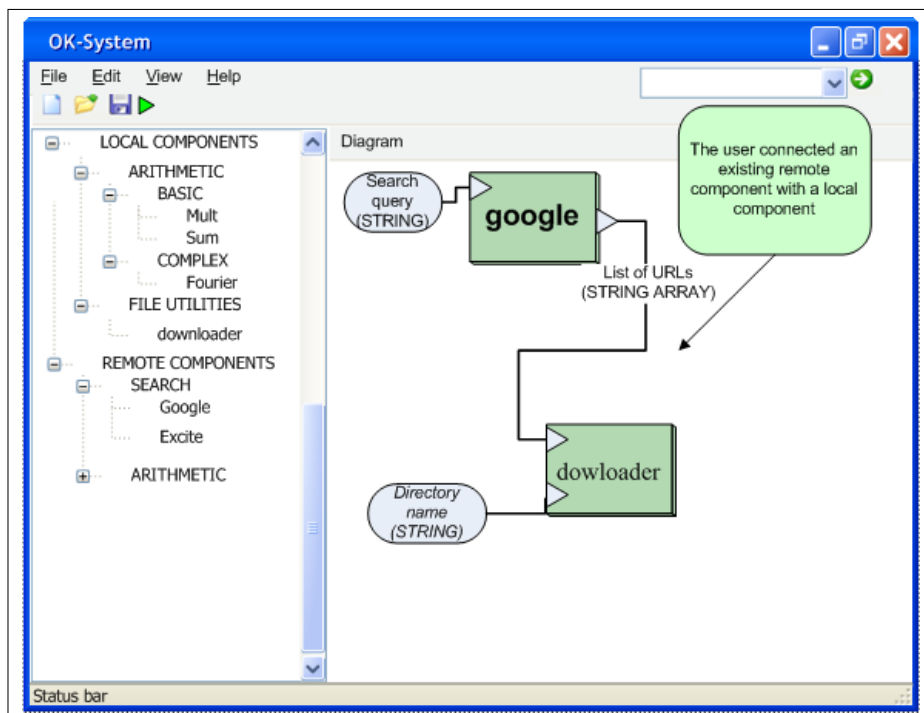 OK-System
File Edit View Help
LOCAL COMPONENTS
ARITHMETIC
BASIC
Mult
Sum
COMPLEX
Fourier
FILE UTILITIES
downloader
REMOTE COMPONENTS
SEARCH
Google
Excite
ARITHMETIC
Diagram
Search
query
(STRING)
google
The user connected an
existing remote
component with a local
component
List of URLs
(STRING ARRAY)
dowloader
Directory
name
(STRING)
Status bar